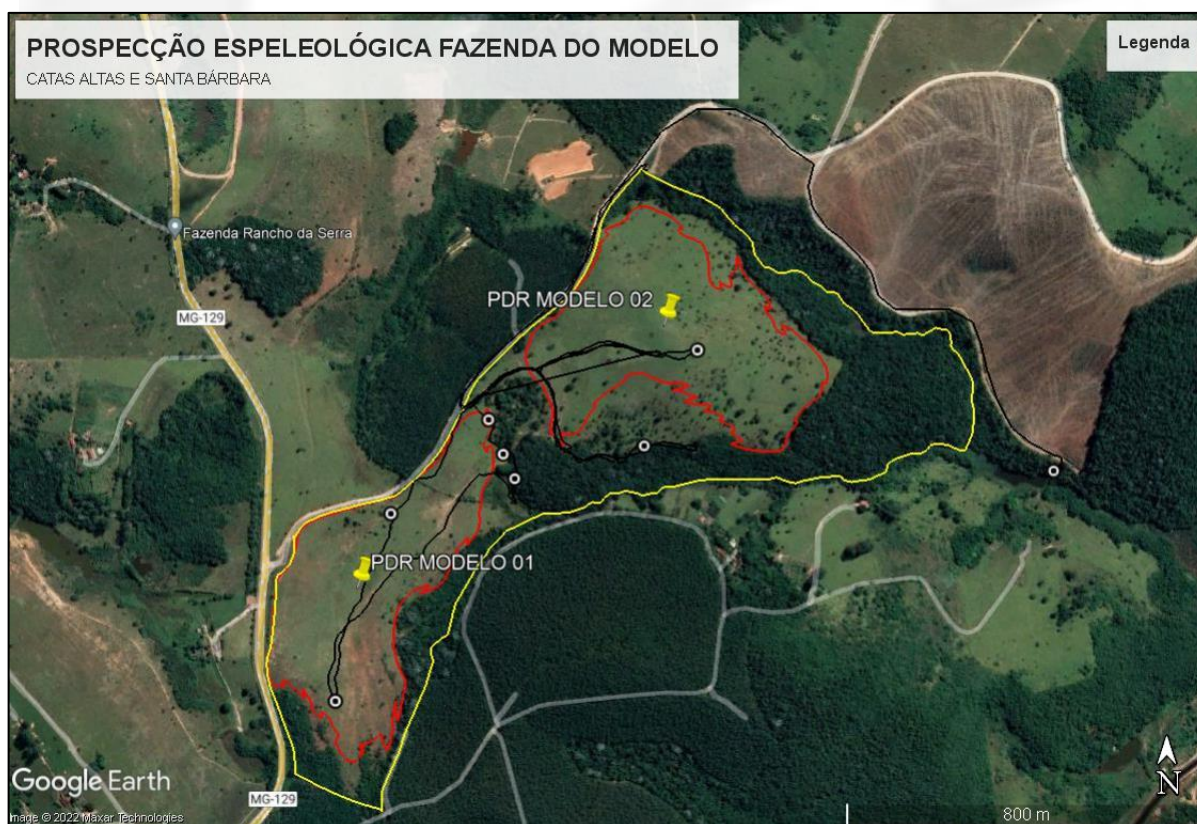 PROSPECÇÃO ESPELEOLÓGICA FAZENDA DO MODELO
CATAS ALTAS E SANTA BÁRBARA
Legenda
Fazenda Rancho da Serra
MG-129
PDR MODELO 02
PDR MODELO 01
MG-129
Google Earth
Image © 2022 Maxar Technologies
800 m
N